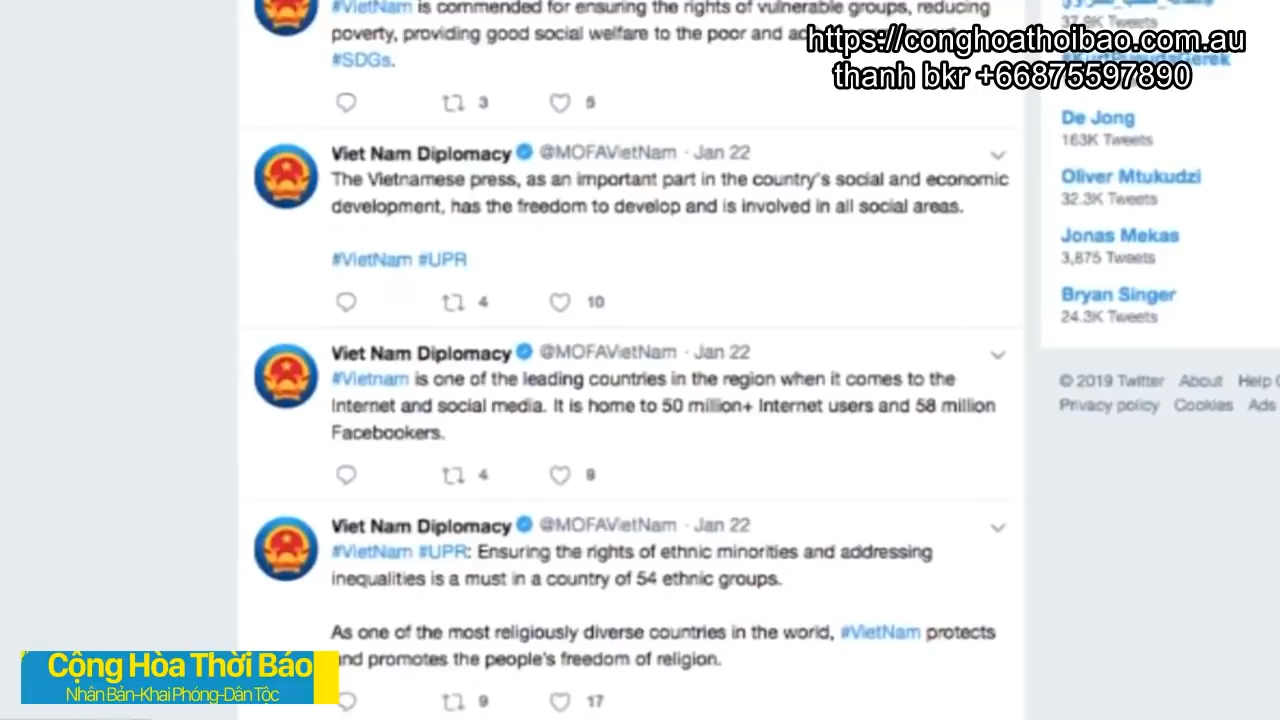 #VietNam is commended for ensuring the rights of vulnerable groups, reducing
poverty, providing good social welfare to the poor and
#SDGs.
3 5
Viet Nam Diplomacy @MOFAVietNam · Jan 22
The Vietnamese press, as an important part in the country's social and economic
development, has the freedom to develop and is involved in all social areas.
#VietNam #UPR
4 10
Viet Nam Diplomacy @MOFAVietNam · Jan 22
#Vietnam is one of the leading countries in the region when it comes to the
Internet and social media. It is home to 50 million+ Internet users and 58 million
Facebookers.
4
Viet Nam Diplomacy @MOFAVietNam · Jan 22
#VietNam #UPR: Ensuring the rights of ethnic minorities and addressing
inequalities is a must in a country of 54 ethnic groups.
As one of the most religiously diverse countries in the world, #VietNam protects
and promotes the people's freedom of religion.
9 17
https://conghoathoibao.com.au
thanh bkr +66875597890
37.9K Tweets
De Jong
163K Tweets
Oliver Mtukudzi
32.3K Tweets
Jonas Mekas
3,875 Tweets
Bryan Singer
24.3K Tweets
© 2019 Twitter About Help
Privacy policy Cookies Ads
Cộng Hòa Thời Báo
Nhân Bản-Khai Phóng-Dân Tộc